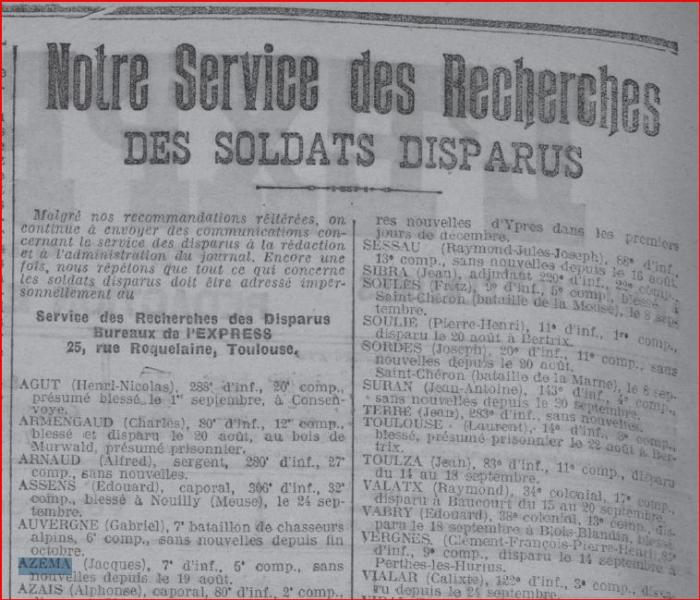 Notre Service des Recherches
DES SOLDATS DISPARUS
Malgré nos recommandations réitérées, on
continue à envoyer des communications con-
cernant le service des disparus à la rédaction
et à l'administration du journal. Encore une
fois, nous répétons que tout ce qui concerne
les soldats disparus doit être adressé imper-
sonnellement au
Service des Recherches des Disparus
Bureaux de l'EXPRESS
25, rue Roquelaine, Toulouse.
AGUT (Henri-Nicolas), 288e d'inf., 20e comp.,
présumé blessé le 1er septembre, à Consen-
voye.
ARMENGAUD (Charles), 80e d'inf., 12e comp.,
blessé et disparu le 20 août, au bois de
Murwald, présumé prisonnier.
ARNAUD (Alfred), sergent, 280e d'inf., 27e
comp., sans nouvelles.
ASSENS (Edouard), caporal, 306e d'inf., 32e
comp., blessé à Nouilly (Meuse), le 24 sep-
tembre.
AUVERGNE (Gabriel), 7e bataillon de chasseurs
alpins, 6e comp., sans nouvelles depuis fin
octobre.
AZEMA (Jacques), 7e d'inf., 5e comp., sans
nouvelles depuis le 19 août.
AZAIS (Alphonse), caporal, 80e d'inf., 2e comp.,
res nouvelles d'Ypres dans les premiers
jours de décembre.
SESSAU (Raymond-Jules-Joseph), 88e d'inf.,
13e comp., sans nouvelles depuis le 16 août.
SIBRA (Jean), adjudant
SOULES (Fritz), 9e d'inf., 5e comp., blessé à
Saint-Chéron (bataille de la Meuse), le 8 sep-
tembre.
SOULIE (Pierre-Henri), 11e d'inf., 1re comp.,
disparu le 20 août à Bertrix.
SORDES (Joseph), 20e d'inf., 11e comp., sans
nouvelles depuis le 20 août.
Saint-Chéron (bataille de la Marne), le 8 sep-
SURAN (Jean-Antoine), 143e d'inf., 4e comp.,
sans nouvelles depuis le 20 septembre.
TERRE (Jean), 283e d'inf., sans nouvelles.
TOULOUSE (Laurent), 14e d'inf., 3e comp.,
blessé, présumé prisonnier le 22 août à Ber-
trix.
TOULZA (Jean), 83e d'inf., 11e comp., disparu
du 14 au 18 septembre.
VALATX (Raymond), 34e colonial, 17e comp.,
disparu à Baucourt du 15 au 20 septembre.
VABRY (Edouard), 38e colonial, 13e comp., dis-
paru le 18 septembre à Blois-Blandin, blessé
VERGNES, (Clément-François-Pierre-Henri),
d'inf., 9e comp., disparu le 14 septembre à
Perthes-les-Hurlus.
VIALAR (Calixte), 122e d'inf., 3e comp., dispa-
ru depuis le 24 septembre.